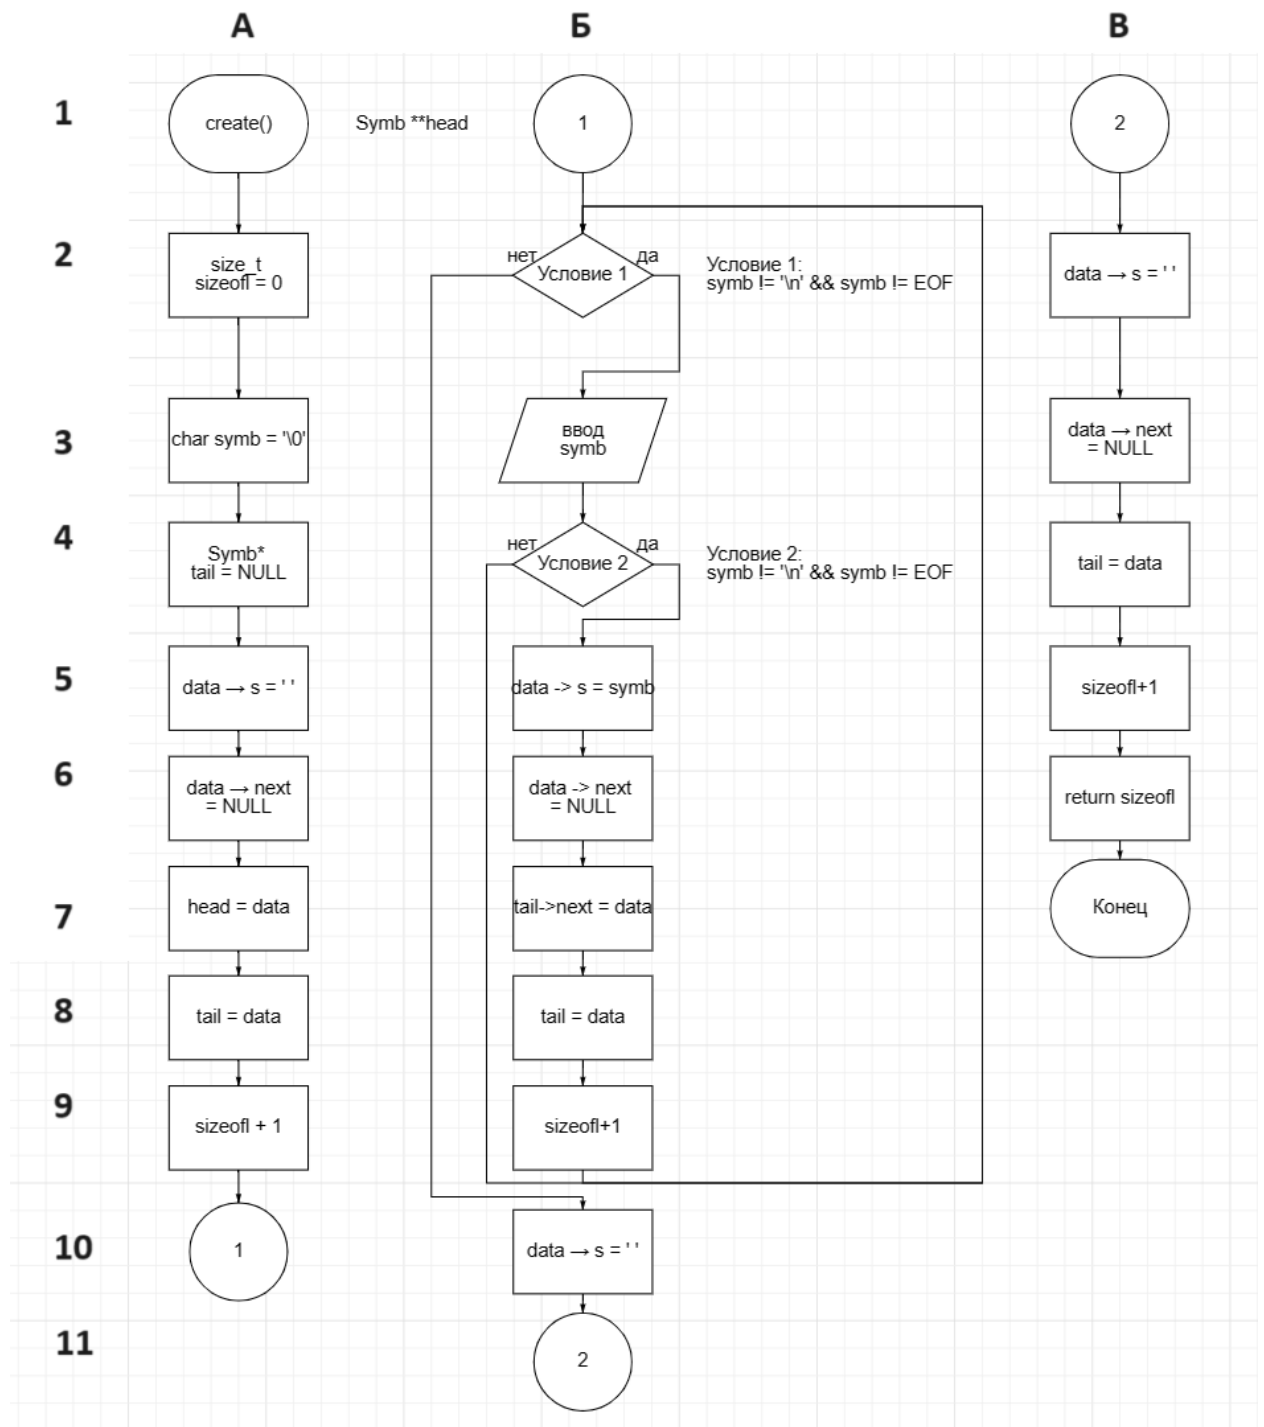 А
Б
В
1
create()
Symb **head
1
2
2
size_t
sizeofl = 0
нет
да
Условие 1
Условие 1:
symb != '\n' && symb != EOF
data → s = ' '
3
char symb = '\0'
ввод
symb
data → next
= NULL
4
Symb*
tail = NULL
нет
да
Условие 2
Условие 2:
symb != '\n' && symb != EOF
tail = data
5
data → s = ' '
data -> s = symb
sizeofl+1
6
data → next
= NULL
data -> next
= NULL
return sizeofl
7
head = data
tail->next = data
Конец
8
tail = data
tail = data
9
sizeofl + 1
sizeofl+1
10
1
data → s = ' '
11
2